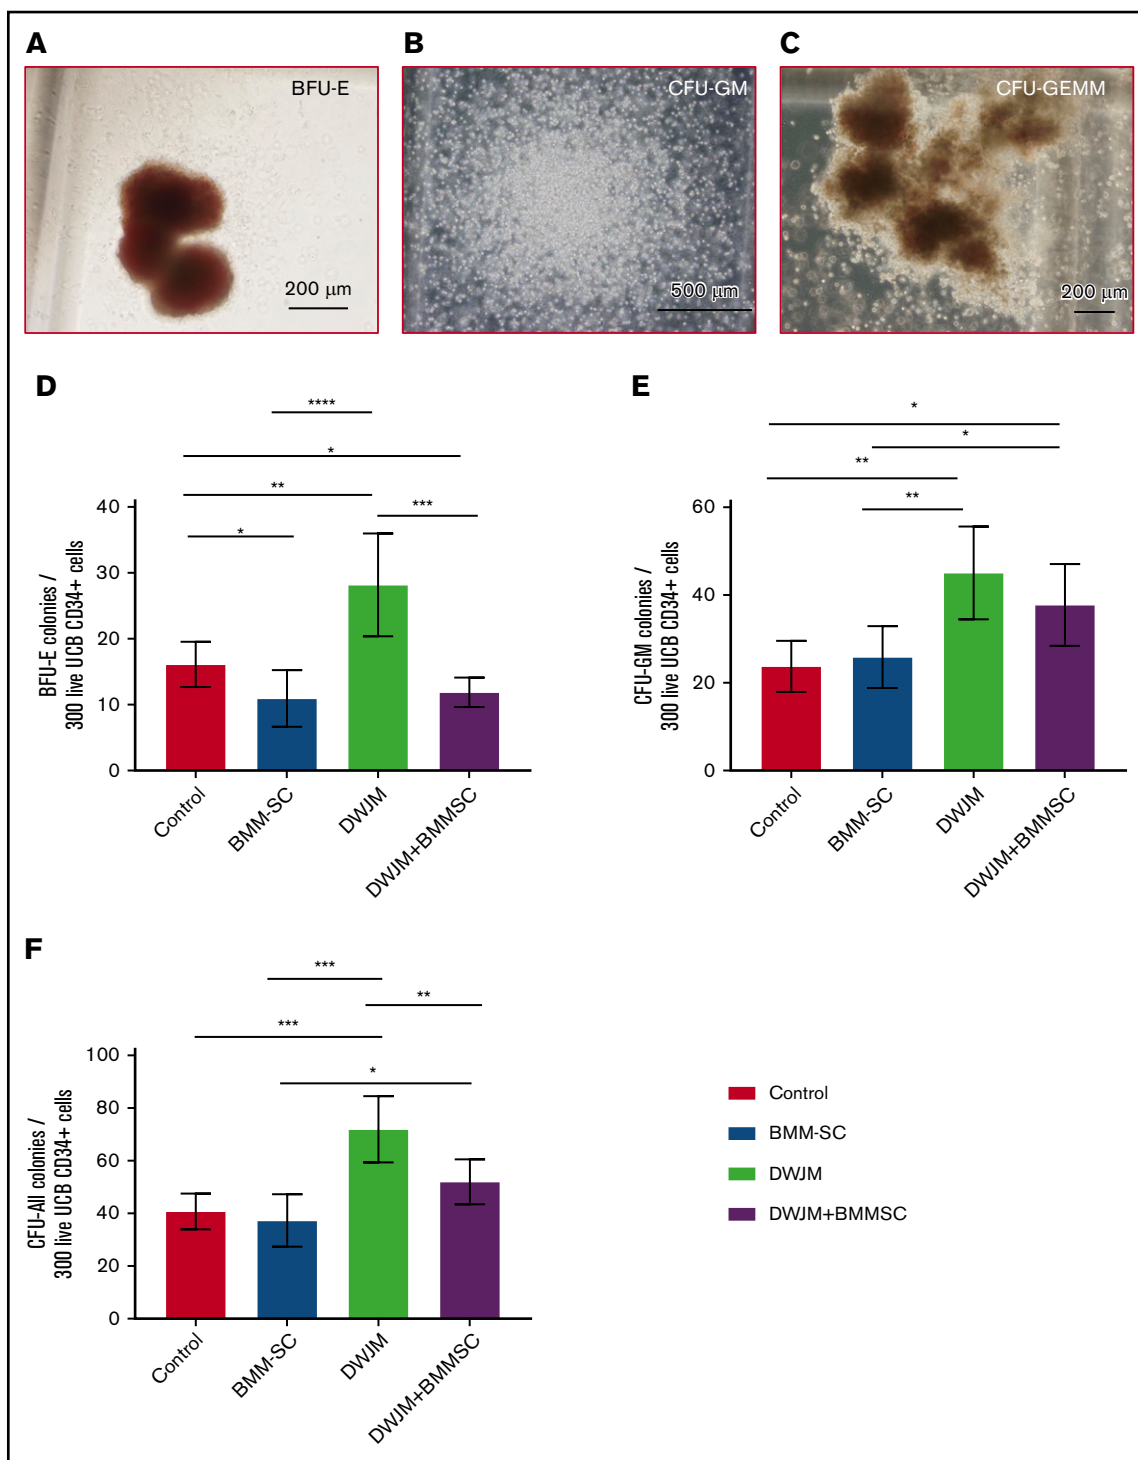 A
B
C
BFU-E
CFU-GM
CFU-GEMM
200 μm
500 μm
200 μm
D
****
*
**
***
*
BFU-E colonies /
300 live UCB CD34+ cells
40
30
20
10
0
Control
BMM-SC
DWJM
DWJM+BMMSC
E
*
*
**
**
CFU-GM colonies /
300 live UCB CD34+ cells
60
40
20
0
Control
BMM-SC
DWJM
DWJM+BMMSC
F
***
**
***
*
CFU-All colonies /
300 live UCB CD34+ cells
100
80
60
40
20
0
Control
BMM-SC
DWJM
DWJM+BMMSC
Control
BMM-SC
DWJM
DWJM+BMMSC